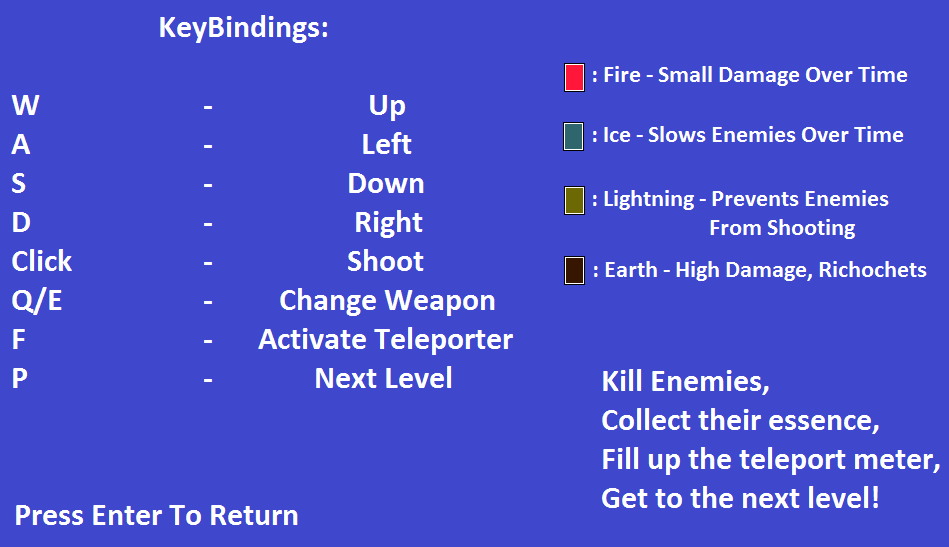 KeyBindings:
W - Up
A - Left
S - Down
D - Right
Click - Shoot
Q/E - Change Weapon
F - Activate Teleporter
P - Next Level
Press Enter To Return
: Fire - Small Damage Over Time
: Ice - Slows Enemies Over Time
: Lightning - Prevents Enemies
From Shooting
: Earth - High Damage, Richochets
Kill Enemies,
Collect their essence,
Fill up the teleport meter,
Get to the next level!